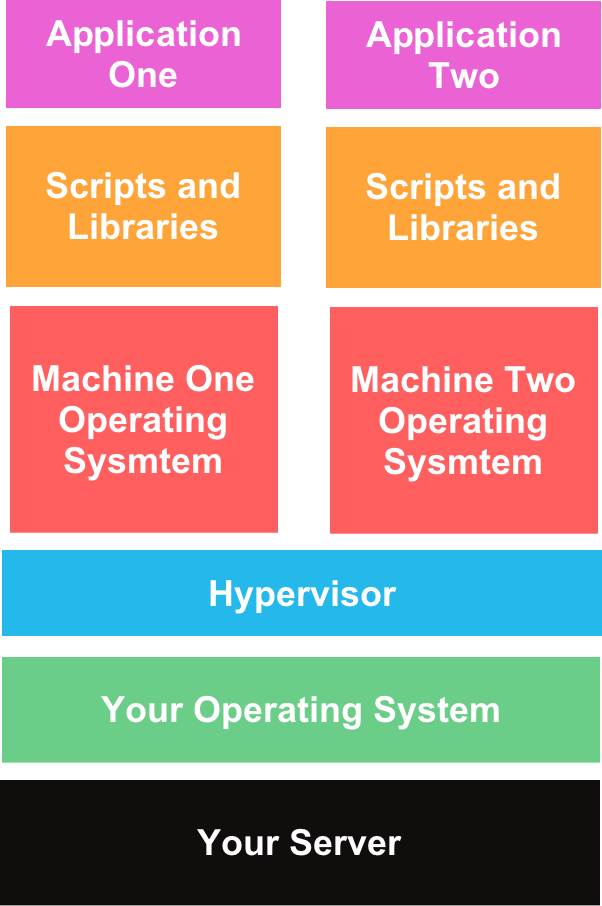 Application
One
Application
Two
Scripts and
Libraries
Scripts and
Libraries
Machine One
Operating
Sysmtem
Machine Two
Operating
Sysmtem
Hypervisor
Your Operating System
Your Server